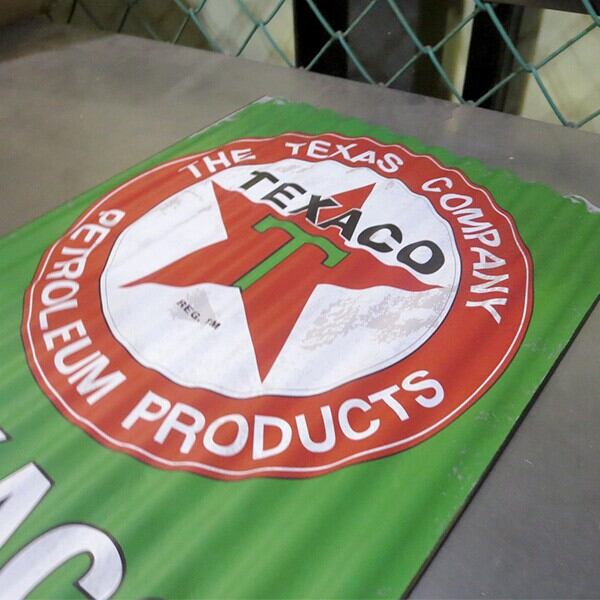 THE TEXAS COMPANY
TEXACO
T
REG. TM
PETROLEUM PRODUCTS